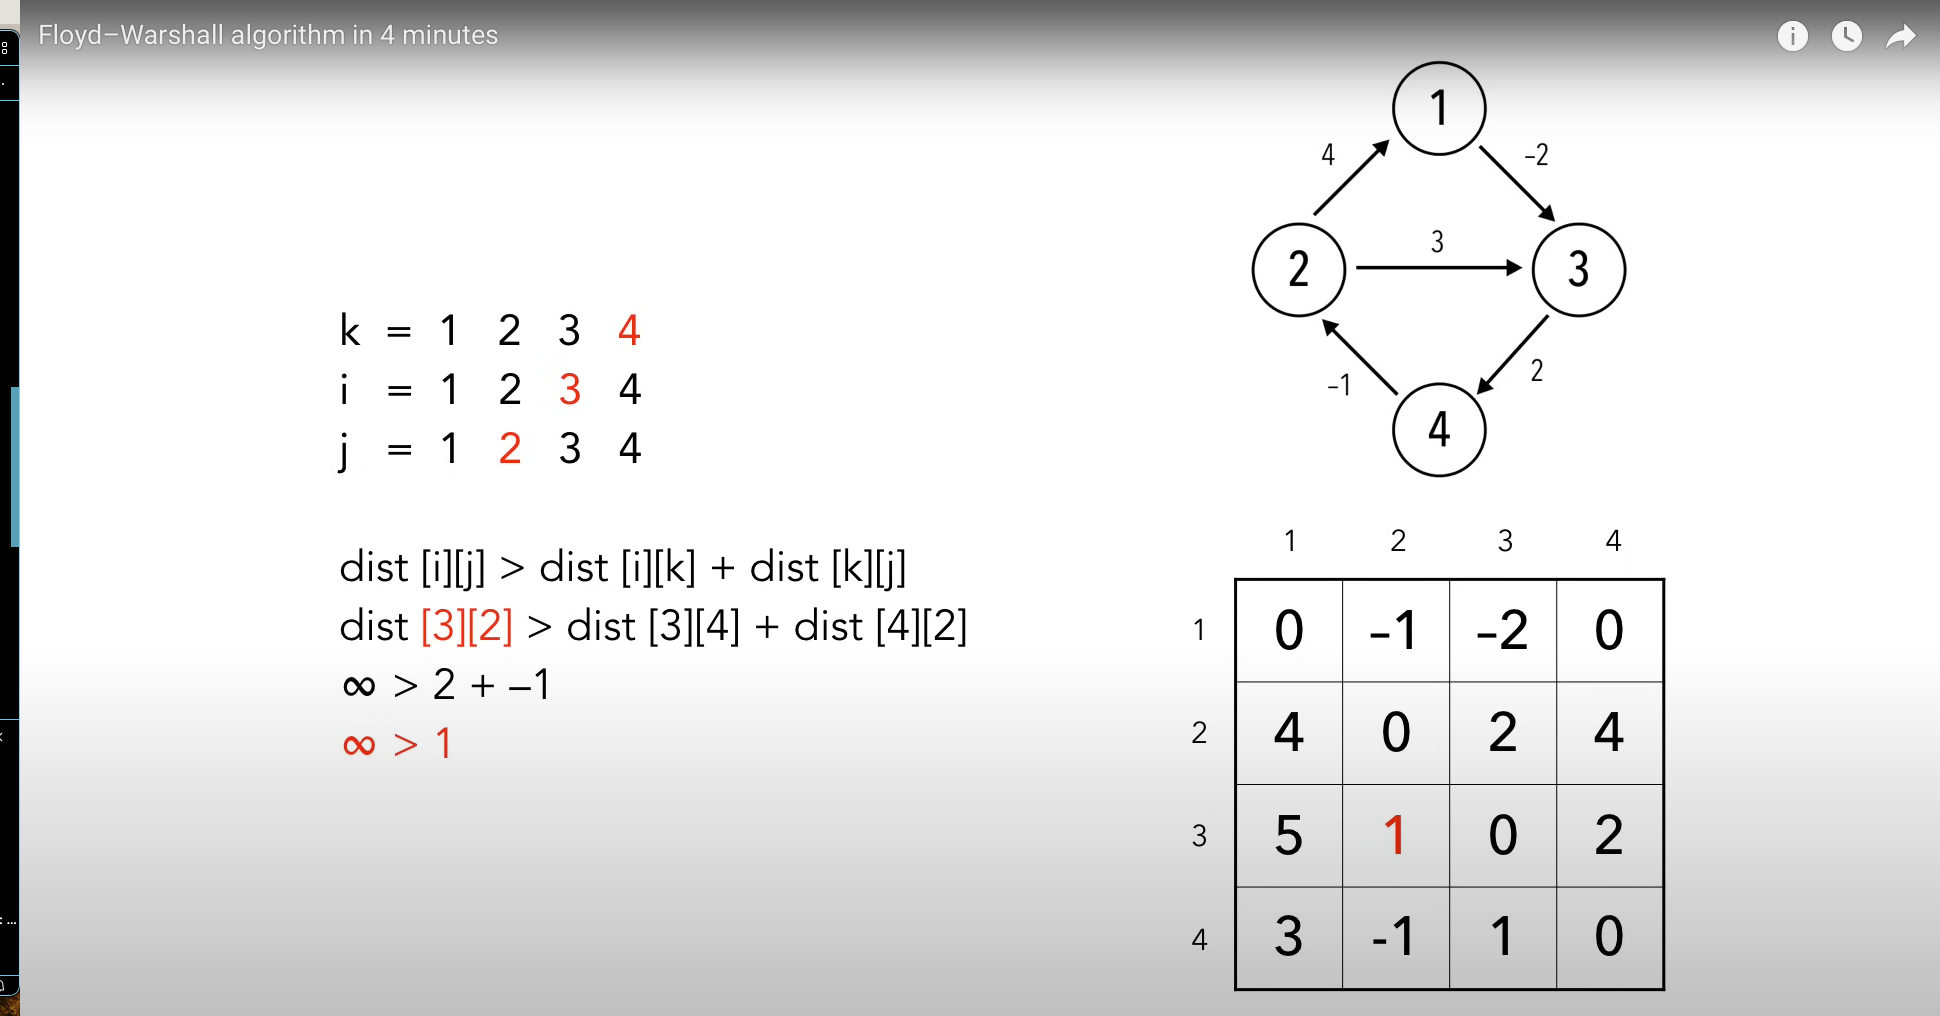 Floyd–Warshall algorithm in 4 minutes
1
4
–2
3
2
3
–1
2
4
k = 1 2 3 4
i = 1 2 3 4
j = 1 2 3 4
dist [i][j] > dist [i][k] + dist [k][j]
dist [3][2] > dist [3][4] + dist [4][2]
∞ > 2 + –1
∞ > 1
1 2 3 4
1 0 –1 –2 0
2 4 0 2 4
3 5 1 0 2
4 3 -1 1 0